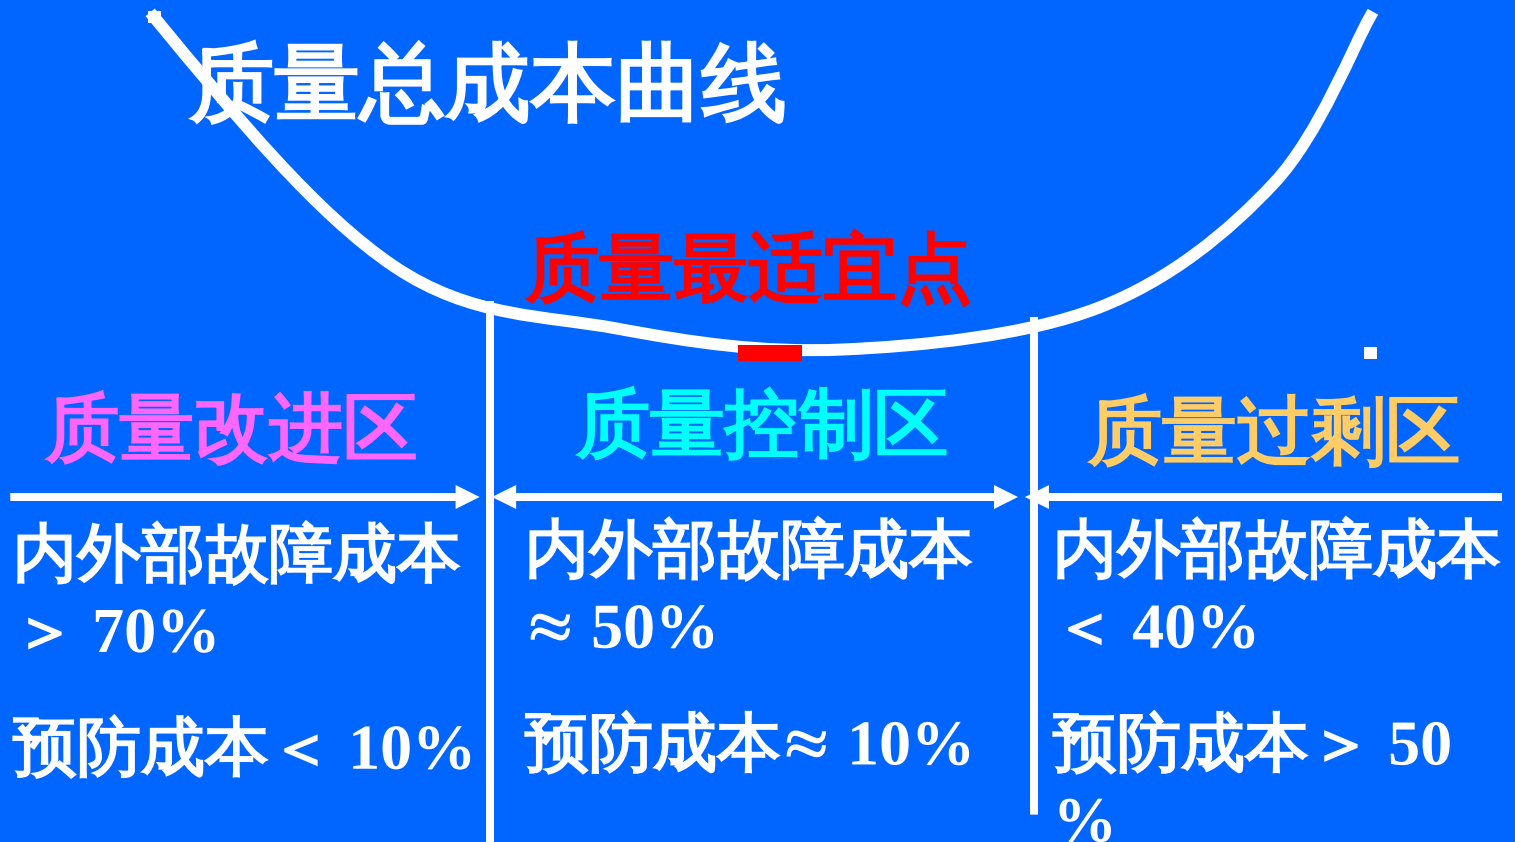 质量总成本曲线
质量最适宜点
质量改进区
内外部故障成本
＞ 70%
预防成本＜ 10%
质量控制区
内外部故障成本
≈ 50%
预防成本≈ 10%
质量过剩区
内外部故障成本
＜ 40%
预防成本＞ 50
%